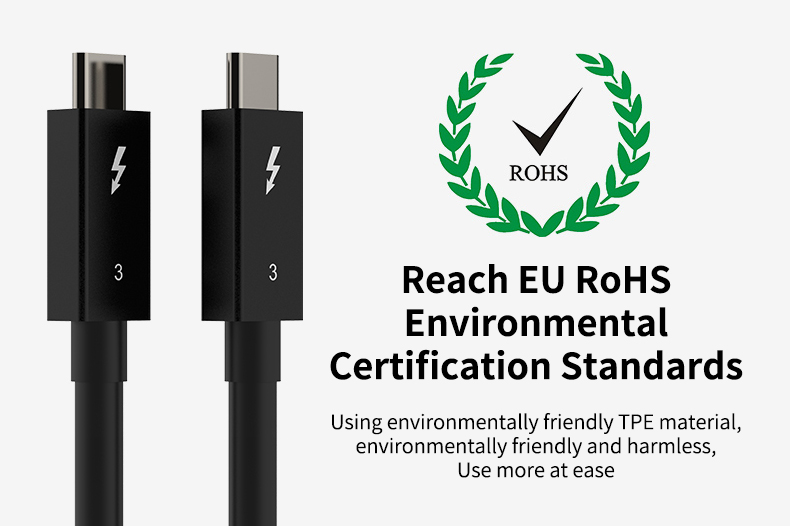 3
3
ROHS
Reach EU RoHS
Environmental
Certification Standards
Using environmentally friendly TPE material,
environmentally friendly and harmless,
Use more at ease